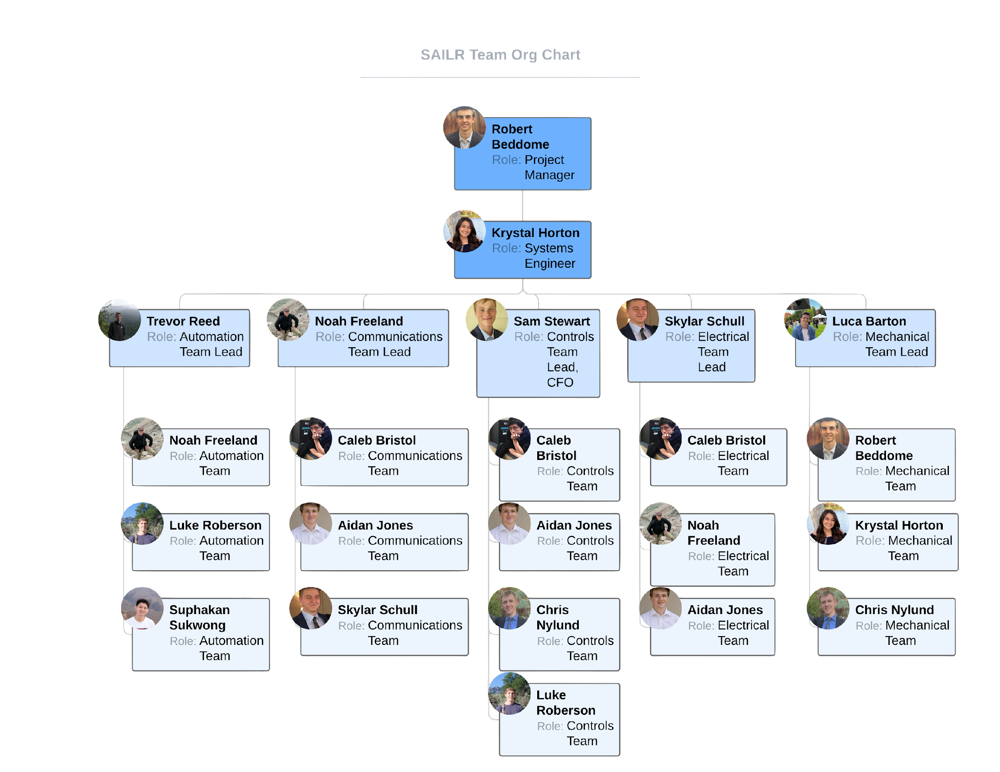 SAILR Team Org Chart
Robert
Beddome
Role: Project
Manager
Krystal Horton
Role: Systems
Engineer
Trevor Reed
Role: Automation
Team Lead
Noah Freeland
Role: Communications
Team Lead
Sam Stewart
Role: Controls
Team
Lead,
CFO
Skylar Schull
Role: Electrical
Team
Lead
Luca Barton
Role: Mechanical
Team Lead
Noah Freeland
Role: Automation
Team
Luke Roberson
Role: Automation
Team
Suphakan
Sukwong
Role: Automation
Team
Caleb Bristol
Role: Communications
Team
Aidan Jones
Role: Communications
Team
Skylar Schull
Role: Communications
Team
Caleb
Bristol
Role: Controls
Team
Aidan Jones
Role: Controls
Team
Chris
Nylund
Role: Controls
Team
Luke
Roberson
Role: Controls
Team
Caleb Bristol
Role: Electrical
Team
Noah
Freeland
Role: Electrical
Team
Aidan Jones
Role: Electrical
Team
Robert
Beddome
Role: Mechanical
Team
Krystal Horton
Role: Mechanical
Team
Chris Nylund
Role: Mechanical
Team